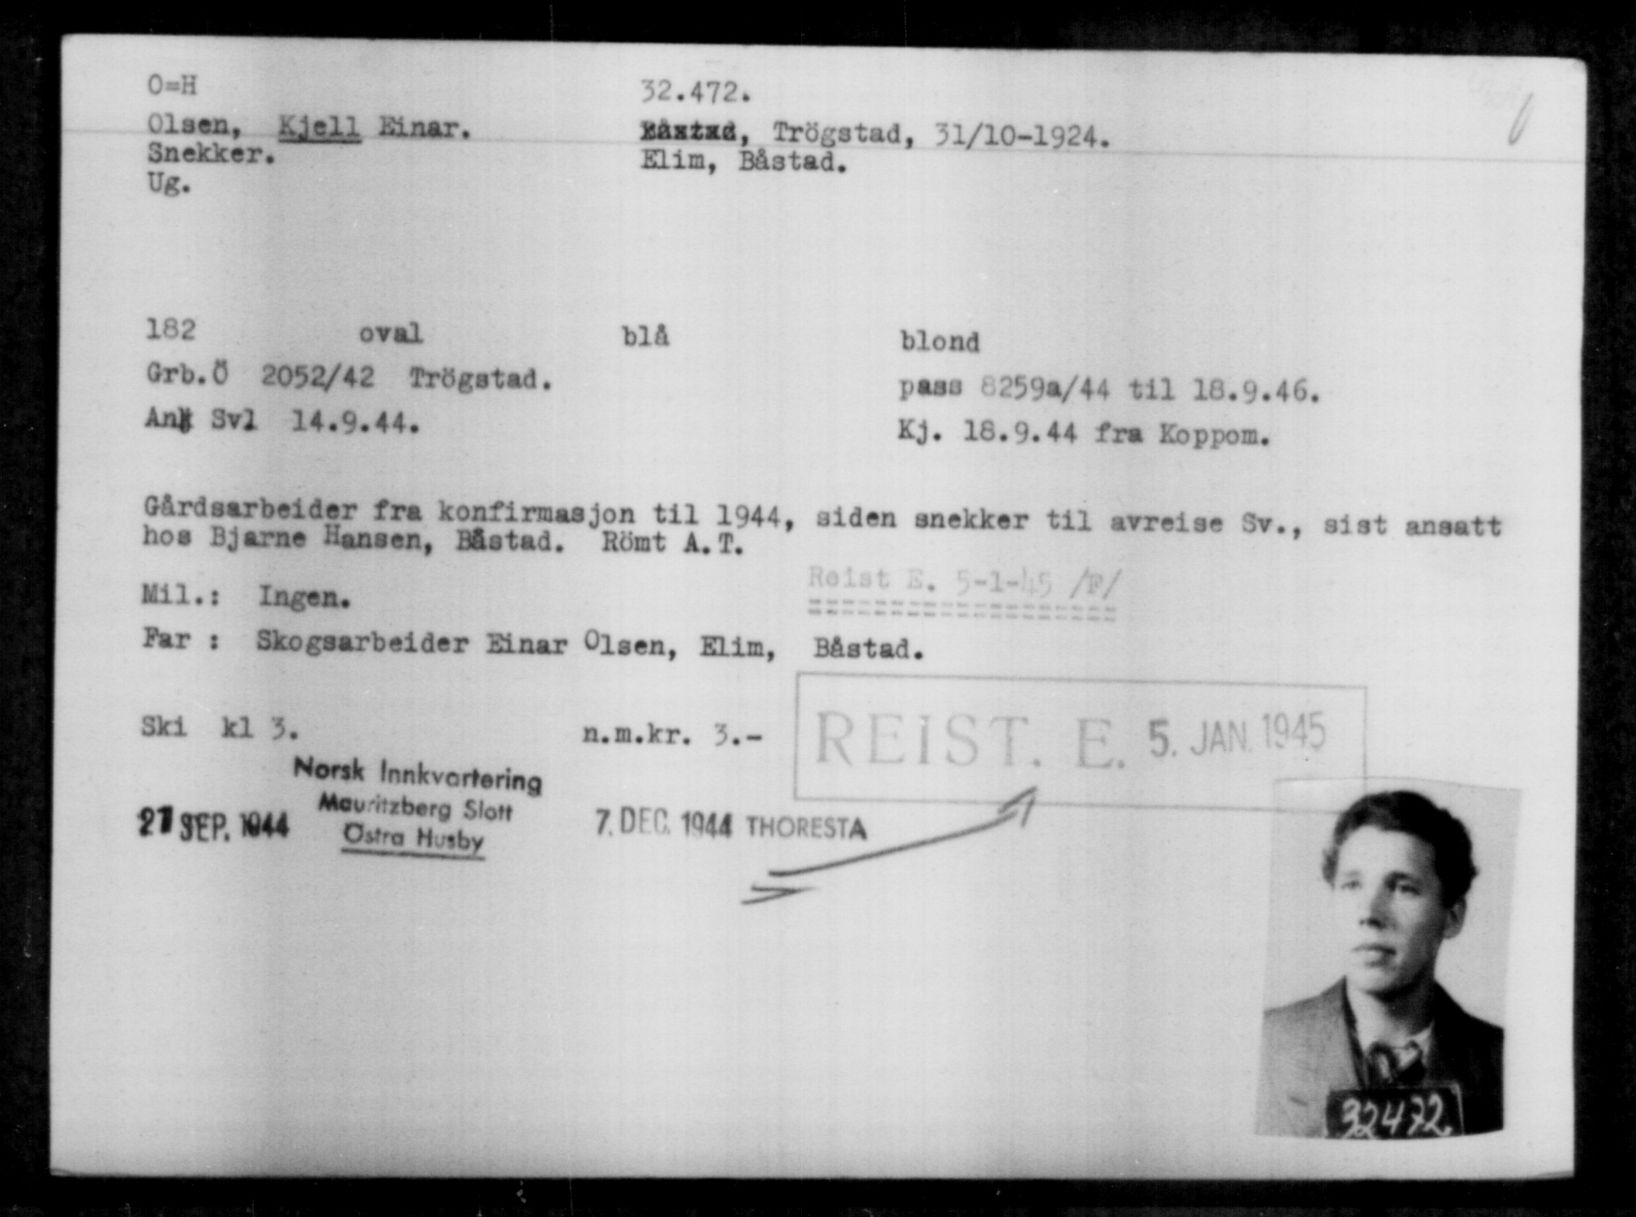 O=H 32.472.
Olsen, Kjell Einar. Båstad, Trögstad, 31/10-1924.
Snekker. Elim, Båstad.
Ug.
182 oval blå blond
Grb.Ö 2052/42 Trögstad. pass 8259a/44 til 18.9.46.
Ank Svl 14.9.44. Kj. 18.9.44 fra Koppom.
Gårdsarbeider fra konfirmasjon til 1944, siden snekker til avreise Sv., sist ansatt
hos Bjarne Hansen, Båstad. Römt A.T.
Reist E. 5-1-45 /F/
Mil.: Ingen.
Far : Skogsarbeider Einar Olsen, Elim, Båstad.
Ski kl 3. n.m.kr. 3.-
REIST. E. 5. JAN. 1945
Norsk Innkvartering
Mauritzberg Slott
Östra Husby
27 SEP. 1944
7. DEC. 1944 THORESTA
32472.